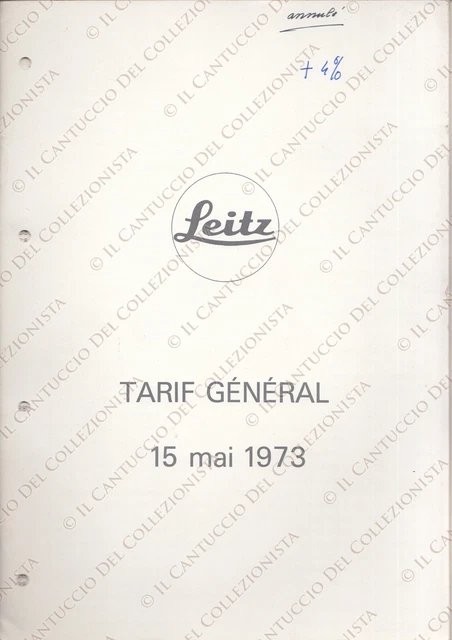 annulé
+ 4%
Leitz
TARIF GÉNÉRAL
15 mai 1973
© IL CANTUCCIO DEL COLLEZIONISTA